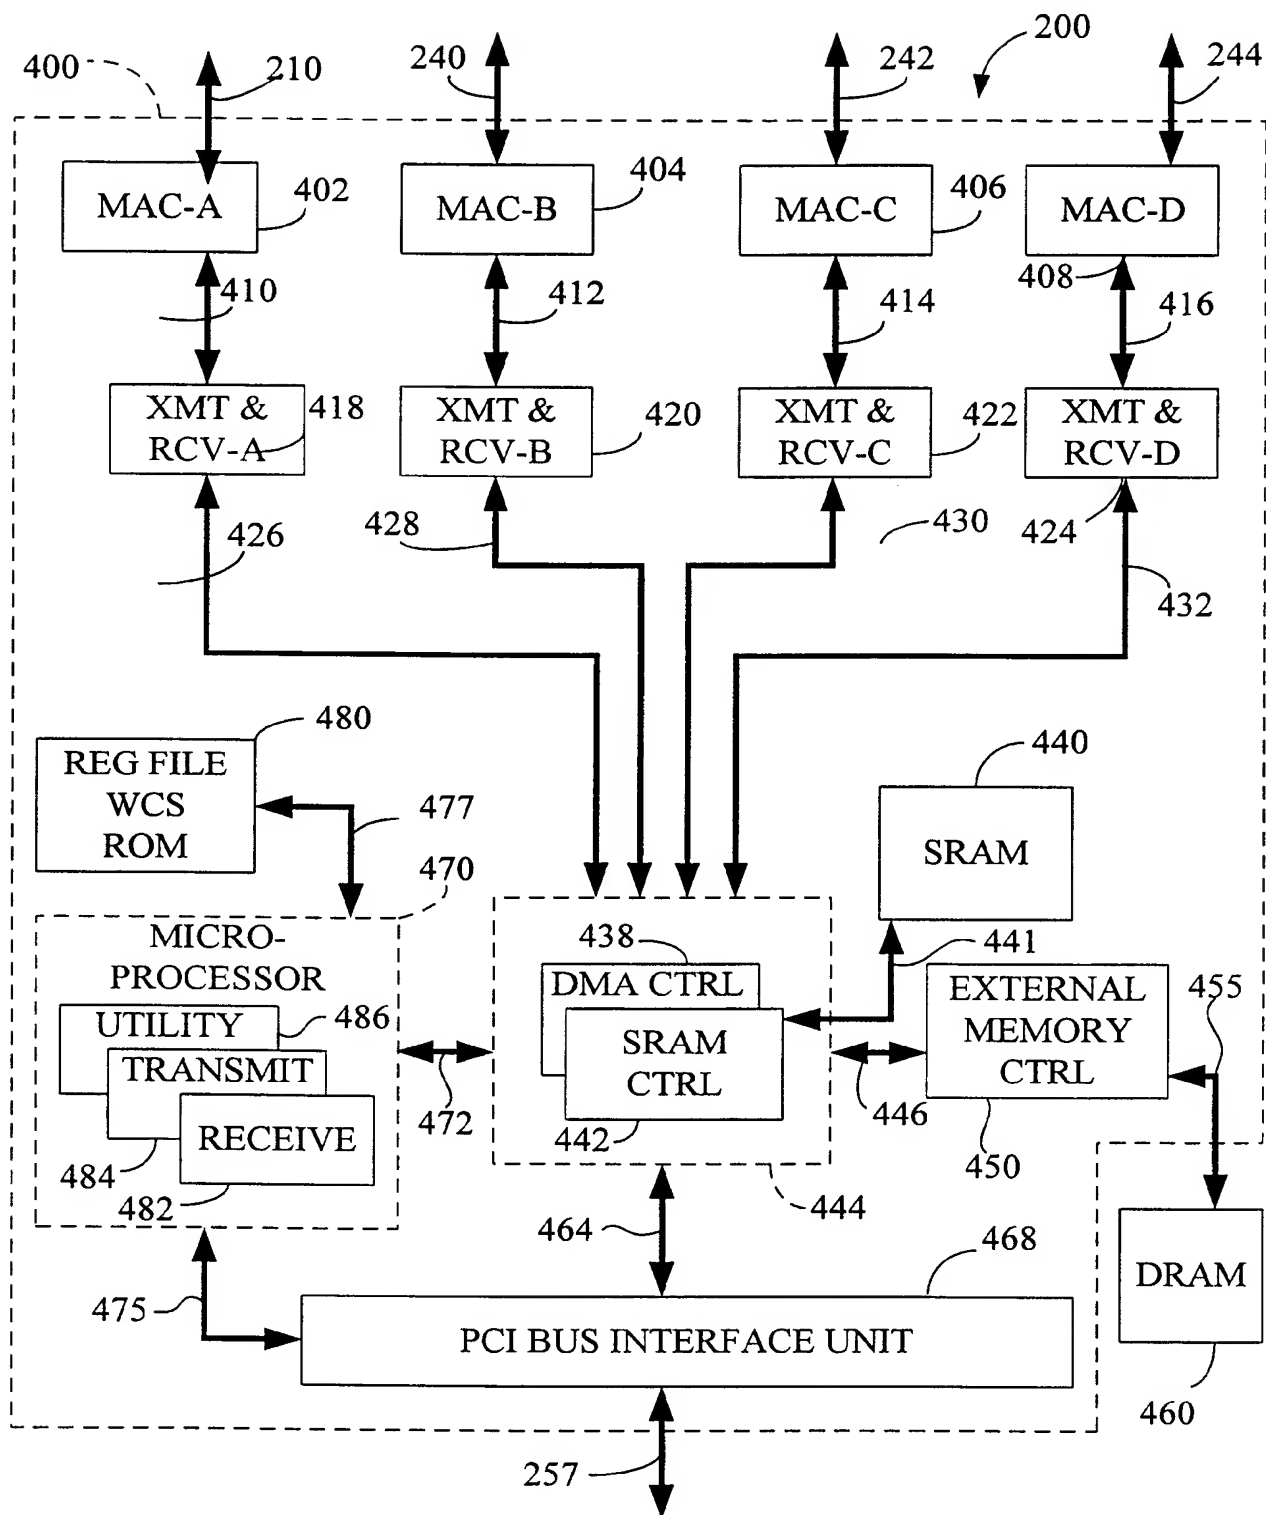 200
400
210
240
242
244
MAC-A
402
MAC-B
404
MAC-C
406
MAC-D
408
410
412
414
416
XMT &
RCV-A
418
XMT &
RCV-B
420
XMT &
RCV-C
422
XMT &
RCV-D
424
426
428
430
432
480
REG FILE
WCS
ROM
477
470
440
SRAM
441
MICRO-
PROCESSOR
UTILITY
486
TRANSMIT
RECEIVE
484
482
472
438
DMA CTRL
SRAM
CTRL
442
444
446
EXTERNAL
MEMORY
CTRL
450
455
DRAM
460
464
468
475
PCI BUS INTERFACE UNIT
257